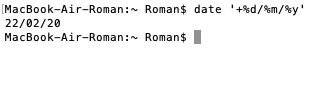 MacBook-Air-Roman:~ Roman$ date '+%d/%m/%y'
22/02/20
MacBook-Air-Roman:~ Roman$